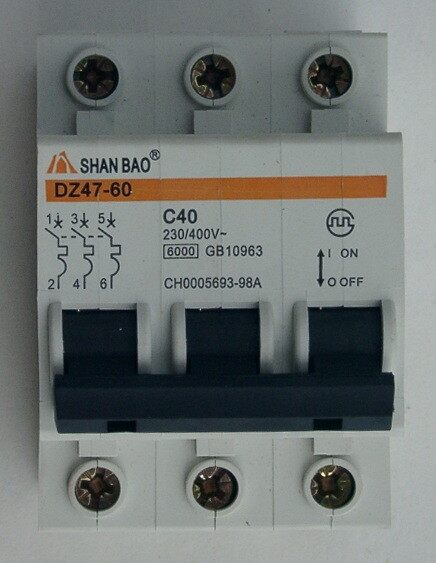 SHAN BAO®
DZ47-60
1 3 5
2 4 6
C40
230/400V~
6000 GB10963
CH0005693-98A
I ON
O OFF